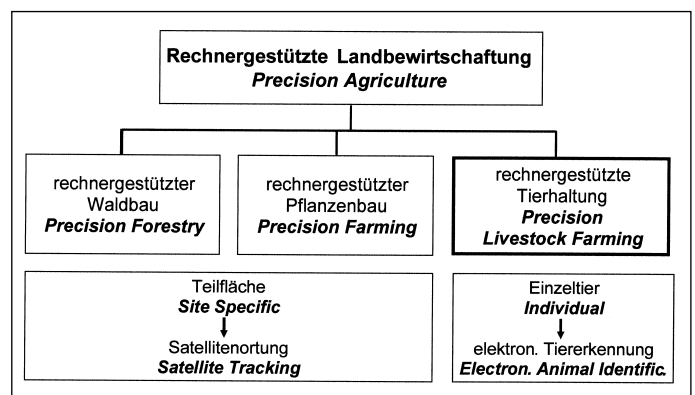 Rechnergestützte Landbewirtschaftung
Precision Agriculture
rechnergestützter
Waldbau
Precision Forestry
rechnergestützter
Pflanzenbau
Precision Farming
rechnergestützte
Tierhaltung
Precision
Livestock Farming
Teilfläche
Site Specific
Satellitenortung
Satellite Tracking
Einzeltier
Individual
elektron. Tiererkennung
Electron. Animal Identific.